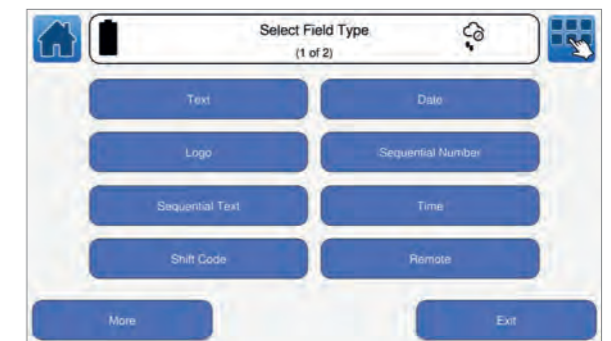 Select Field Type
(1 of 2)
Text
Date
Logo
Sequential Number
Sequential Text
Time
Shift Code
Remote
More
Exit